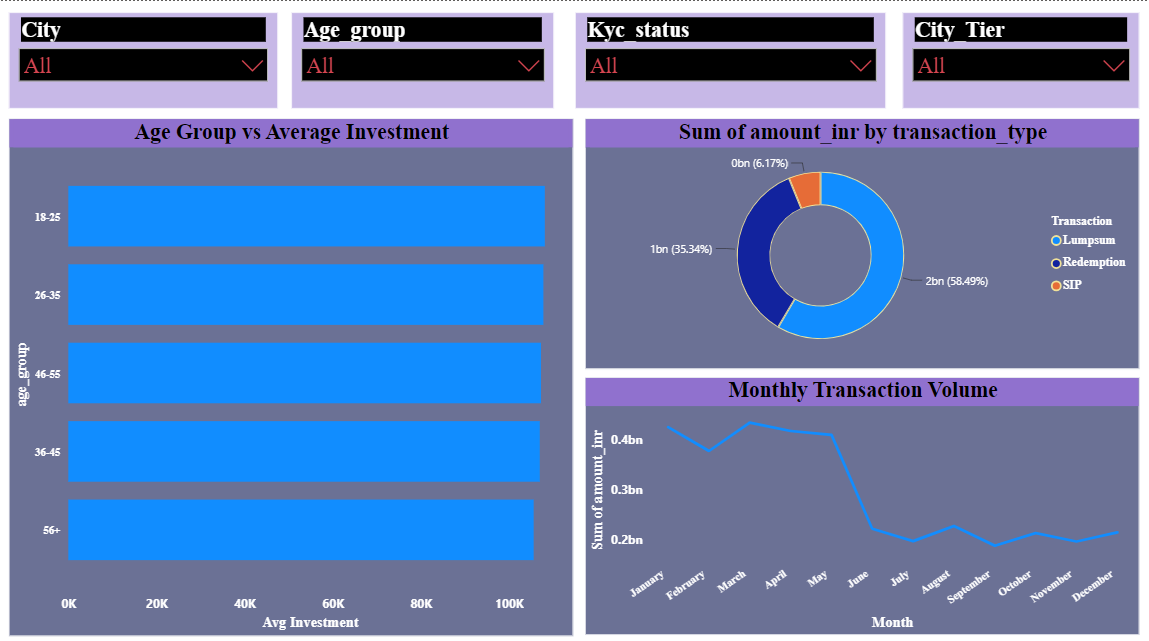 City
All
Age_group
All
Kyc_status
All
City_Tier
All
Age Group vs Average Investment
age_group
18-25
26-35
46-55
36-45
56+
0K 20K 40K 60K 80K 100K
Avg Investment
Sum of amount_inr by transaction_type
0bn (6.17%)
1bn (35.34%)
2bn (58.49%)
Transaction
Lumpsum
Redemption
SIP
Monthly Transaction Volume
Sum of amount_inr
0.4bn
0.3bn
0.2bn
January February March April May June July August September October November December
Month